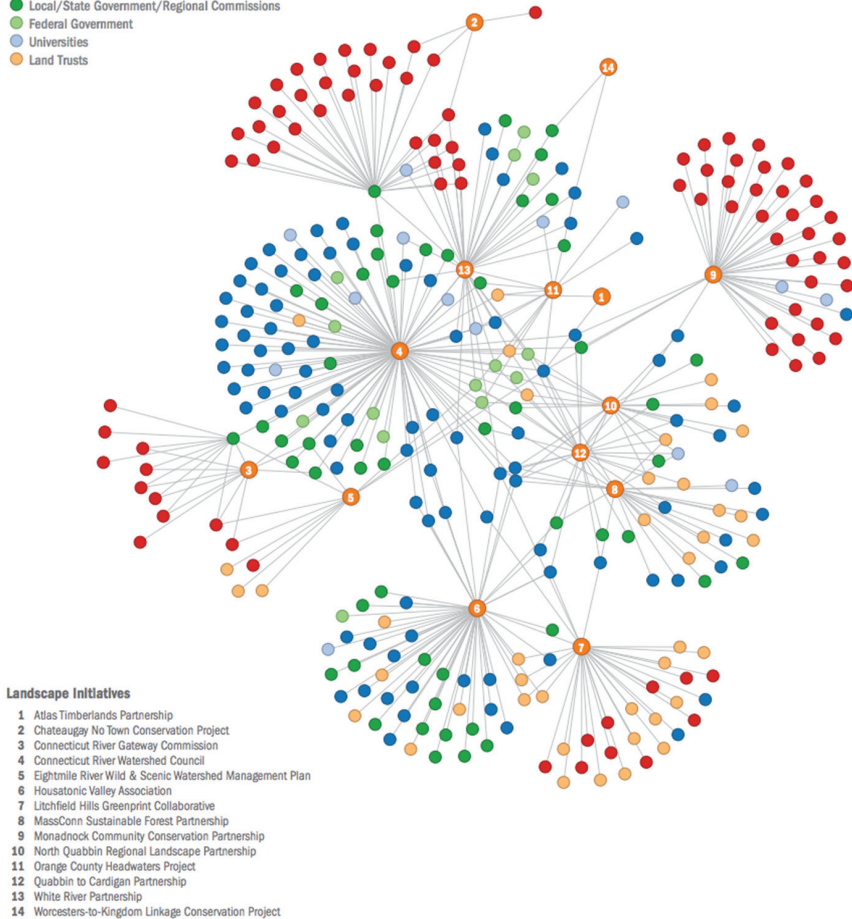 Local/State Government/Regional Commissions
Federal Government
Universities
Land Trusts
2
14
13
9
11
1
4
10
12
3
8
5
6
7
Landscape Initiatives
1 Atlas Timberlands Partnership
2 Chateaugay No Town Conservation Project
3 Connecticut River Gateway Commission
4 Connecticut River Watershed Council
5 Eightmile River Wild & Scenic Watershed Management Plan
6 Housatonic Valley Association
7 Litchfield Hills Greenprint Collaborative
8 MassConn Sustainable Forest Partnership
9 Monadnock Community Conservation Partnership
10 North Quabbin Regional Landscape Partnership
11 Orange County Headwaters Project
12 Quabbin to Cardigan Partnership
13 White River Partnership
14 Worcesters-to-Kingdom Linkage Conservation Project